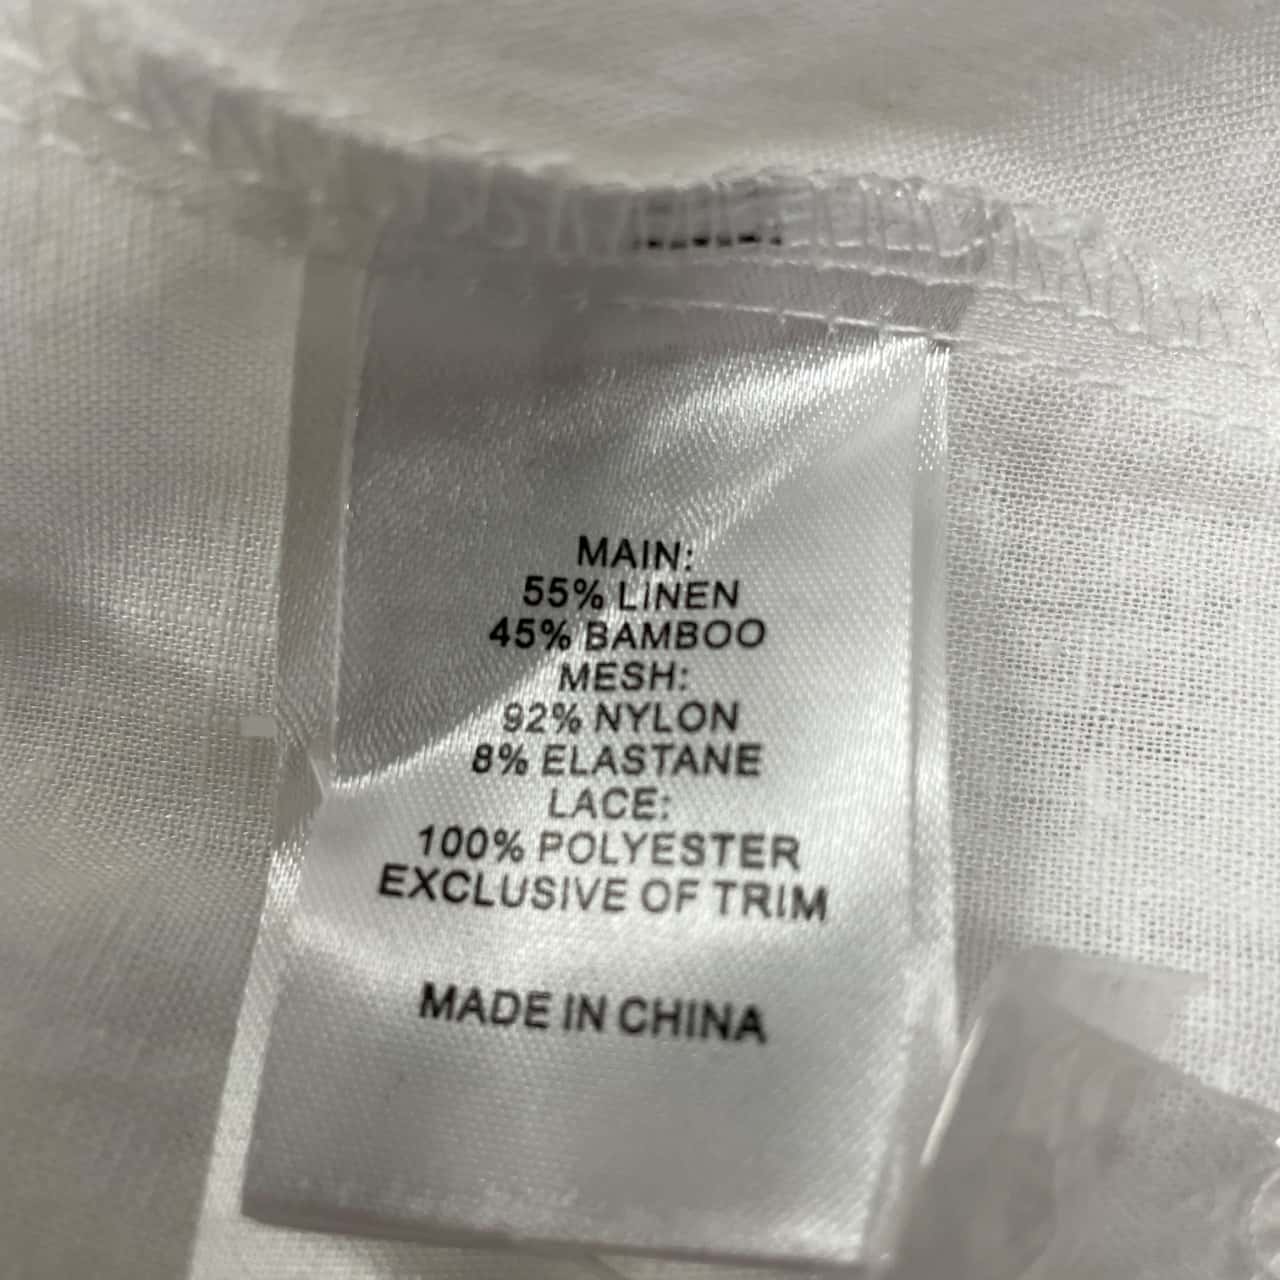 MAIN:
55% LINEN
45% BAMBOO
MESH:
92% NYLON
8% ELASTANE
LACE:
100% POLYESTER
EXCLUSIVE OF TRIM
MADE IN CHINA